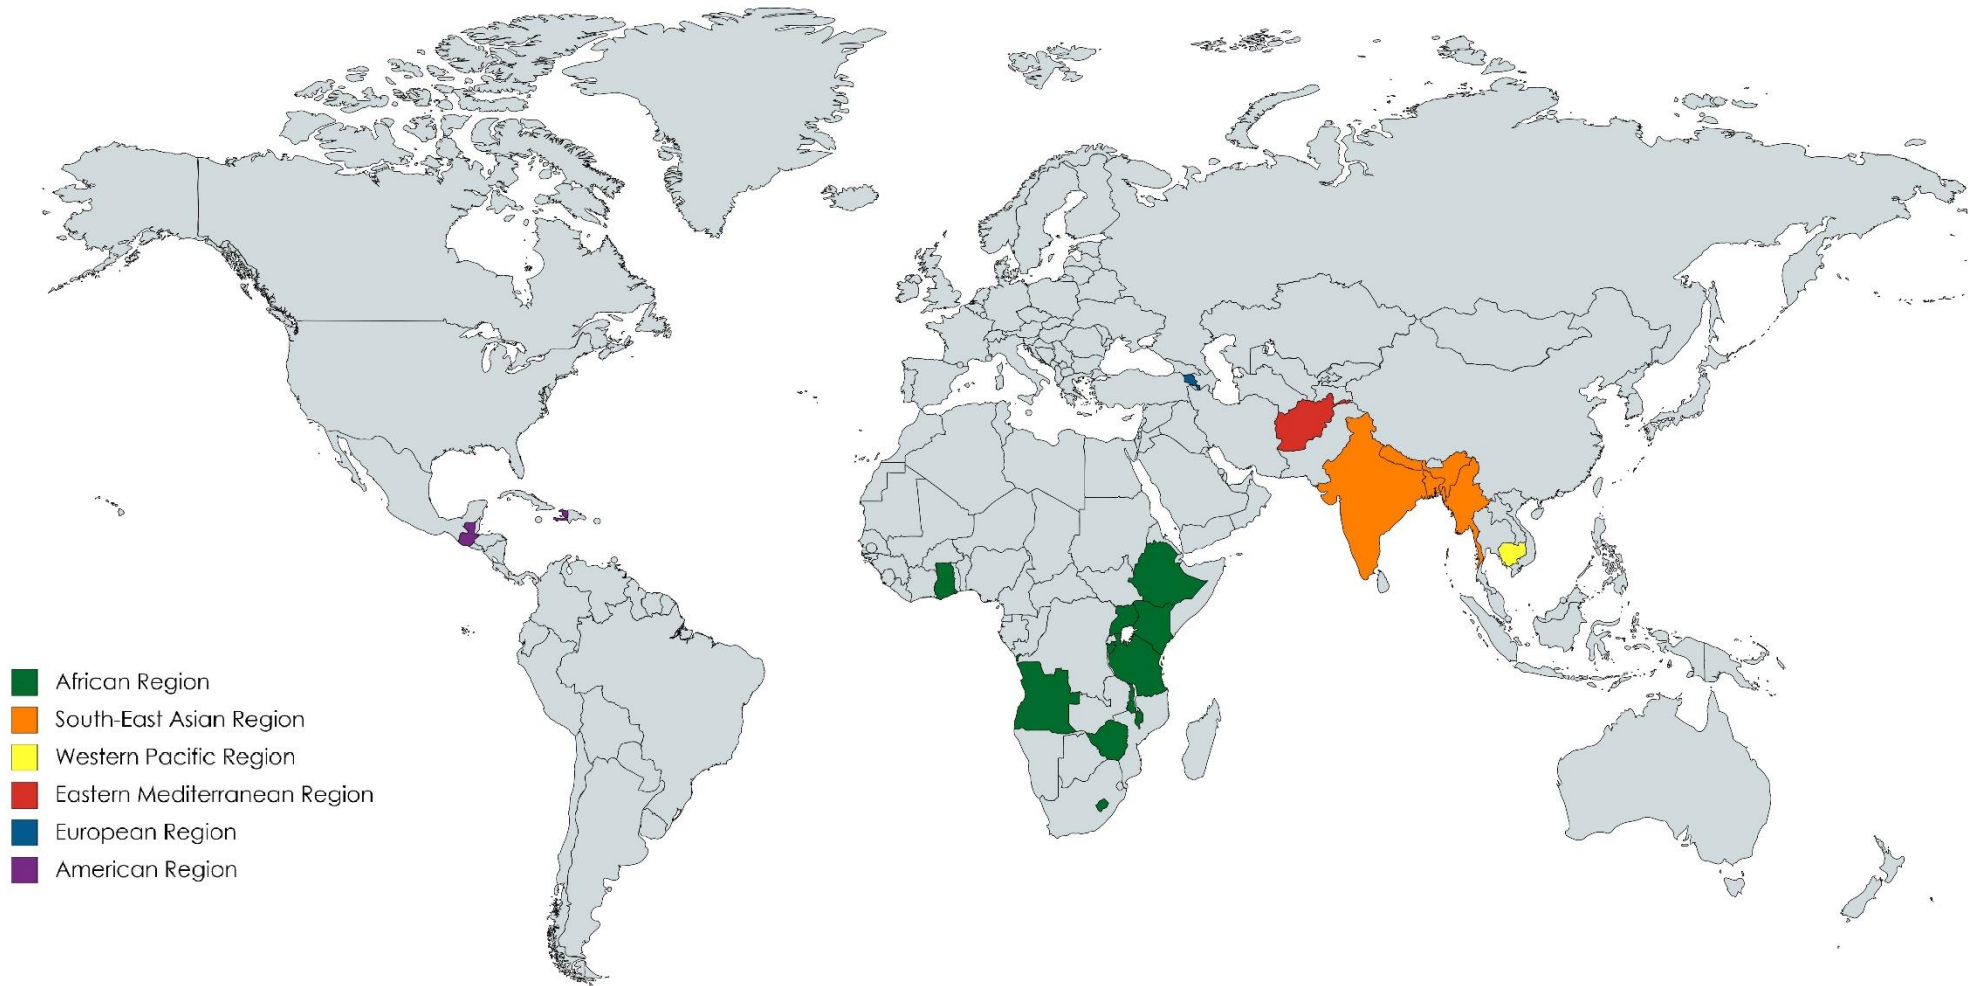 African Region
South-East Asian Region
Western Pacific Region
Eastern Mediterranean Region
European Region
American Region